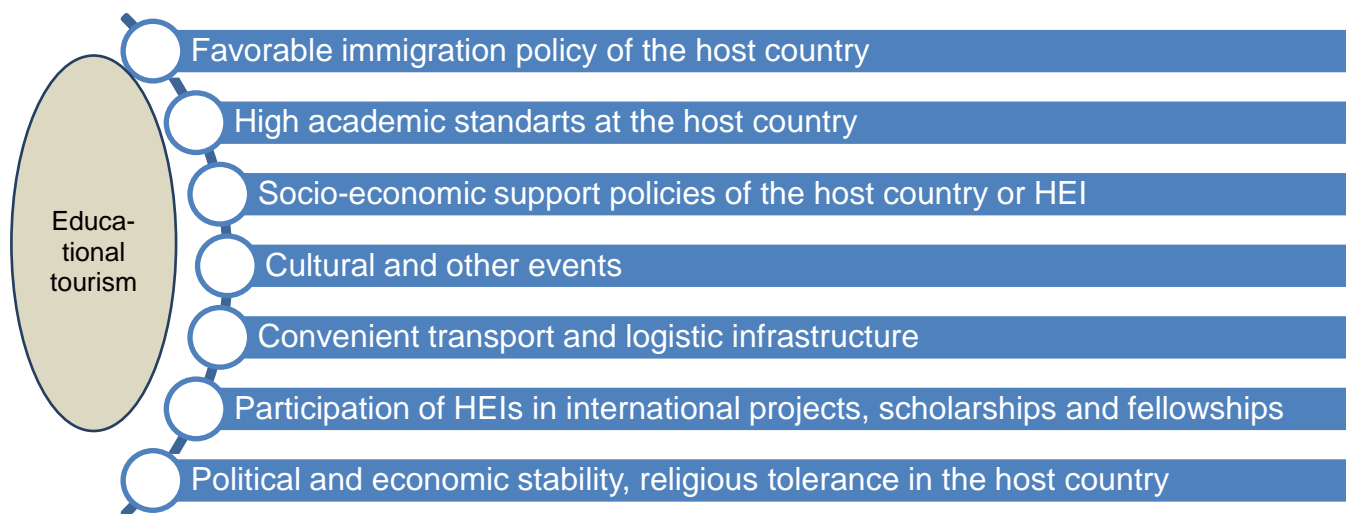 Favorable immigration policy of the host country
High academic standarts at the host country
Socio-economic support policies of the host country or HEI
Educa-
tional
tourism
Cultural and other events
Convenient transport and logistic infrastructure
Participation of HEIs in international projects, scholarships and fellowships
Political and economic stability, religious tolerance in the host country